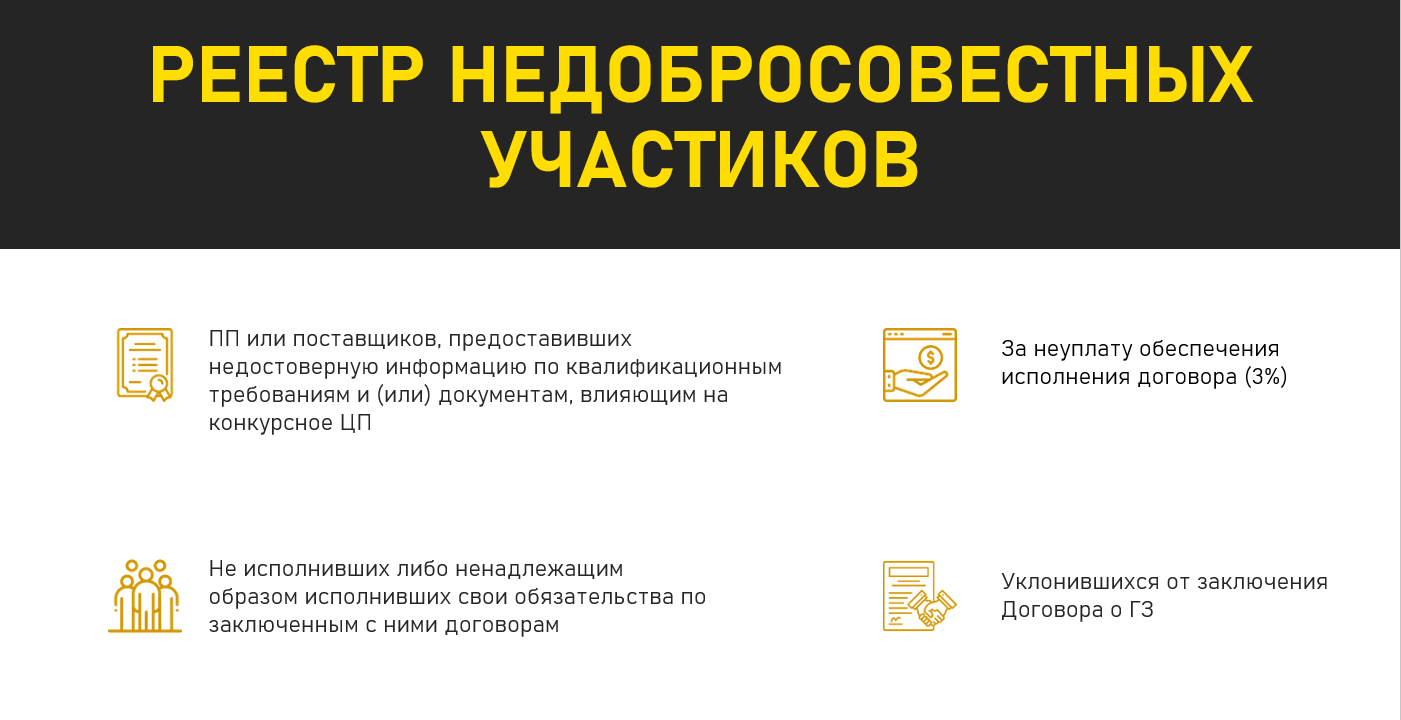 РЕЕСТР НЕДОБРОСОВЕСТНЫХ
УЧАСТИКОВ
ПП или поставщиков, предоставивших
недостоверную информацию по квалификационным
требованиям и (или) документам, влияющим на
конкурсное ЦП
За неуплату обеспечения
исполнения договора (3%)
Не исполнивших либо ненадлежащим
образом исполнивших свои обязательства по
заключенным с ними договорам
Уклонившихся от заключения
Договора о ГЗ